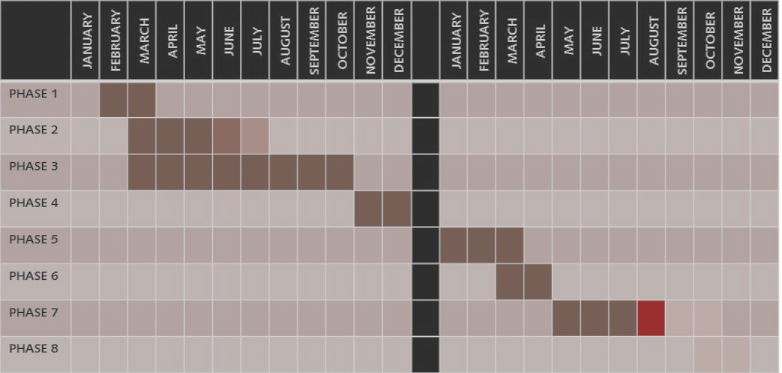 JANUARY
FEBRUARY
MARCH
APRIL
MAY
JUNE
JULY
AUGUST
SEPTEMBER
OCTOBER
NOVEMBER
DECEMBER
JANUARY
FEBRUARY
MARCH
APRIL
MAY
JUNE
JULY
AUGUST
SEPTEMBER
OCTOBER
NOVEMBER
DECEMBER
PHASE 1
PHASE 2
PHASE 3
PHASE 4
PHASE 5
PHASE 6
PHASE 7
PHASE 8